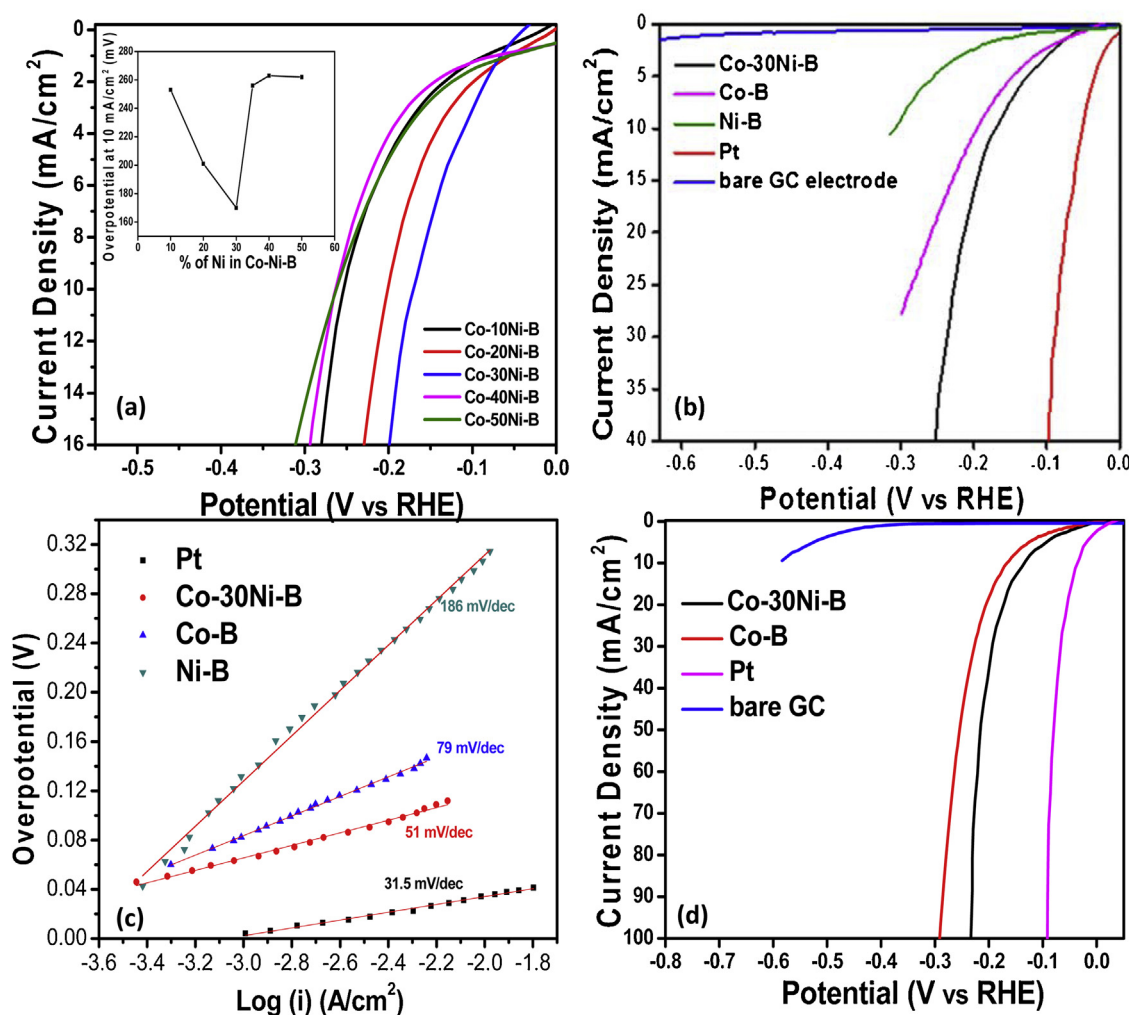 Current Density (mA/cm²)
0
2
4
6
8
10
12
14
16
-0.5
-0.4
-0.3
-0.2
-0.1
0.0
Potential (V vs RHE)
Overpotential at 10 mA/cm² (mV)
280
260
240
220
200
180
160
0
10
20
30
40
50
60
% of Ni in Co-Ni-B
Co-10Ni-B
Co-20Ni-B
Co-30Ni-B
Co-40Ni-B
Co-50Ni-B
(a)
Current Density (mA/cm²)
0
5
10
15
20
25
30
35
40
-0.6
-0.5
-0.4
-0.3
-0.2
-0.1
0.0
Potential (V vs RHE)
Co-30Ni-B
Co-B
Ni-B
Pt
bare GC electrode
(b)
Overpotential (V)
0.32
0.28
0.24
0.20
0.16
0.12
0.08
0.04
0.00
-3.6
-3.4
-3.2
-3.0
-2.8
-2.6
-2.4
-2.2
-2.0
-1.8
Log (i) (A/cm²)
Pt
Co-30Ni-B
Co-B
Ni-B
186 mV/dec
79 mV/dec
51 mV/dec
31.5 mV/dec
(c)
Current Density (mA/cm²)
0
10
20
30
40
50
60
70
80
90
100
-0.8
-0.7
-0.6
-0.5
-0.4
-0.3
-0.2
-0.1
0.0
Potential (V vs RHE)
Co-30Ni-B
Co-B
Pt
bare GC
(d)